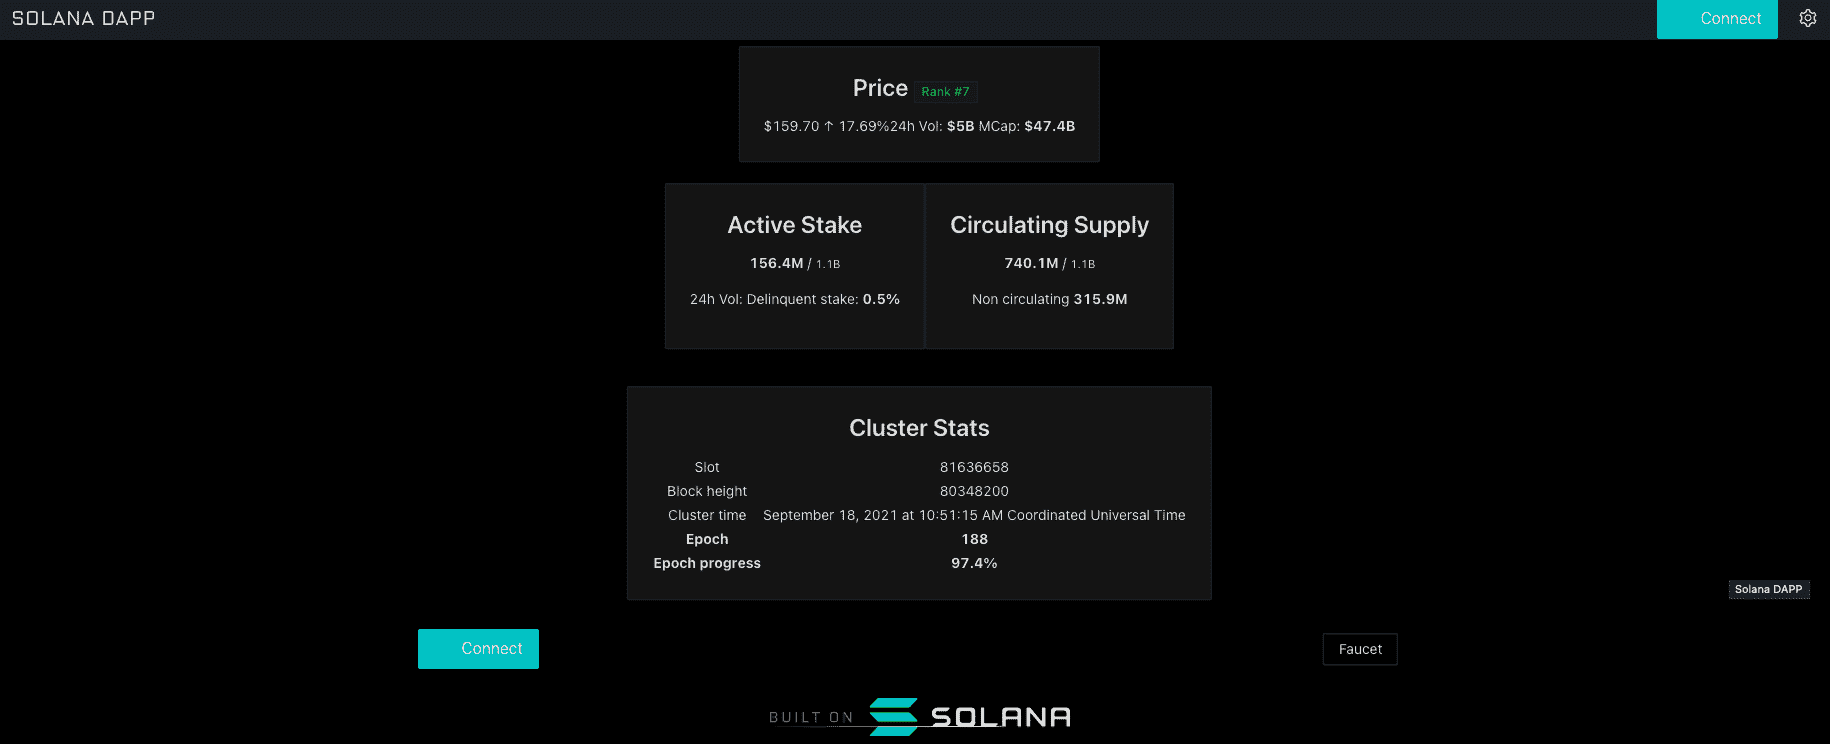 SOLANA DAPP
Connect
Price Rank #7
$159.70 ↑ 17.69%24h Vol: $5B MCap: $47.4B
Active Stake
156.4M / 1.1B
24h Vol: Delinquent stake: 0.5%
Circulating Supply
740.1M / 1.1B
Non circulating 315.9M
Cluster Stats
Slot 81636658
Block height 80348200
Cluster time September 18, 2021 at 10:51:15 AM Coordinated Universal Time
Epoch 188
Epoch progress 97.4%
Solana DAPP
Connect
Faucet
BUILT ON SOLANA